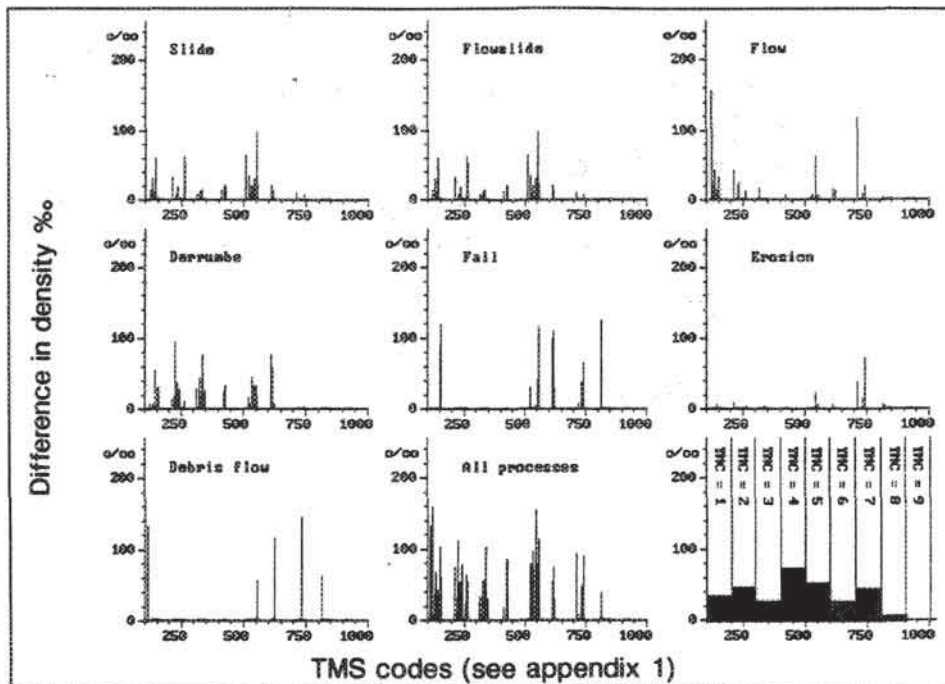 o/oo Slide
200
100
0
250 500 750 1000
o/oo Flowslide
200
100
0
250 500 750 1000
o/oo Flow
200
100
0
250 500 750 1000
o/oo Derrumbe
200
100
0
250 500 750 1000
o/oo Fall
200
100
0
250 500 750 1000
o/oo Erosion
200
100
0
250 500 750 1000
o/oo Debris flow
200
100
0
250 500 750 1000
o/oo All processes
200
100
0
250 500 750 1000
o/oo
200
100
0
TMC = 1
TMC = 2
TMC = 3
TMC = 4
TMC = 5
TMC = 6
TMC = 7
TMC = 8
TMC = 9
250 500 750 1000
Difference in density ‰
TMS codes (see appendix 1)